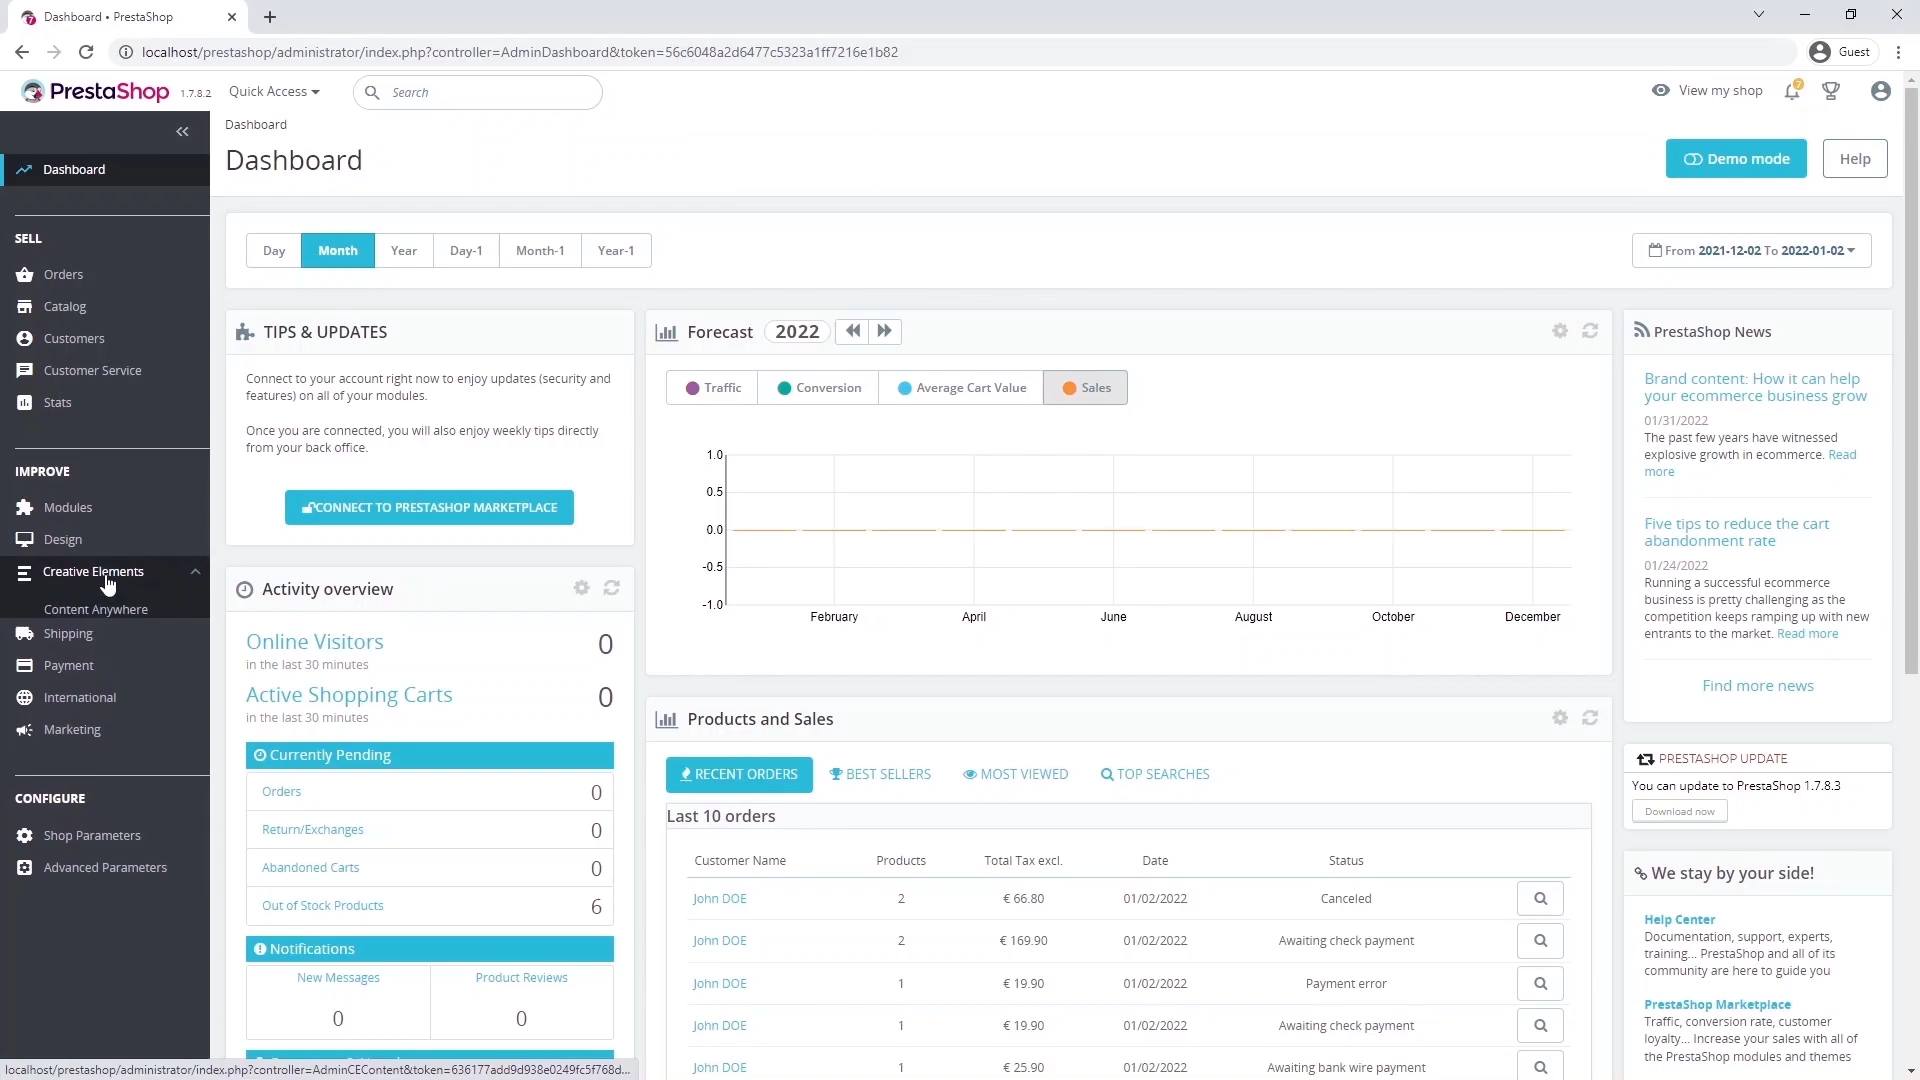 Dashboard • PrestaShop
localhost/prestashop/administrator/index.php?controller=AdminDashboard&token=56c6048a2d6477c5323a1ff7216e1b82
Guest
PrestaShop 1.7.8.2
Quick Access
Search
View my shop
7
Dashboard
Dashboard
Demo mode
Help
Dashboard
SELL
Orders
Catalog
Customers
Customer Service
Stats
IMPROVE
Modules
Design
Creative Elements
Content Anywhere
Shipping
Payment
International
Marketing
CONFIGURE
Shop Parameters
Advanced Parameters
Day
Month
Year
Day-1
Month-1
Year-1
From 2021-12-02 To 2022-01-02
TIPS & UPDATES
Connect to your account right now to enjoy updates (security and
features) on all of your modules.
Once you are connected, you will also enjoy weekly tips directly
from your back office.
CONNECT TO PRESTASHOP MARKETPLACE
Activity overview
Online Visitors 0
in the last 30 minutes
Active Shopping Carts 0
in the last 30 minutes
Currently Pending
Orders 0
Return/Exchanges 0
Abandoned Carts 0
Out of Stock Products 6
Notifications
New Messages Product Reviews
0 0
Forecast 2022
Traffic Conversion Average Cart Value Sales
1.0
0.5
0.0
-0.5
-1.0
February April June August October December
Products and Sales
RECENT ORDERS BEST SELLERS MOST VIEWED TOP SEARCHES
Last 10 orders
Customer Name Products Total Tax excl. Date Status
John DOE 2 € 66.80 01/02/2022 Canceled
John DOE 2 € 169.90 01/02/2022 Awaiting check payment
John DOE 1 € 19.90 01/02/2022 Payment error
John DOE 1 € 19.90 01/02/2022 Awaiting check payment
John DOE 1 € 25.90 01/02/2022 Awaiting bank wire payment
PrestaShop News
Brand content: How it can help
your ecommerce business grow
01/31/2022
The past few years have witnessed
explosive growth in ecommerce. Read
more
Five tips to reduce the cart
abandonment rate
01/24/2022
Running a successful ecommerce
business is pretty challenging as the
competition keeps ramping up with new
entrants to the market. Read more
Find more news
PRESTASHOP UPDATE
You can update to PrestaShop 1.7.8.3
Download now
We stay by your side!
Help Center
Documentation, support, experts,
training... PrestaShop and all of its
community are here to guide you
PrestaShop Marketplace
Traffic, conversion rate, customer
loyalty... Increase your sales with all of
the PrestaShop modules and themes
localhost/prestashop/administrator/index.php?controller=AdminCEContent&token=636177add9d938e0249fc5f768d...